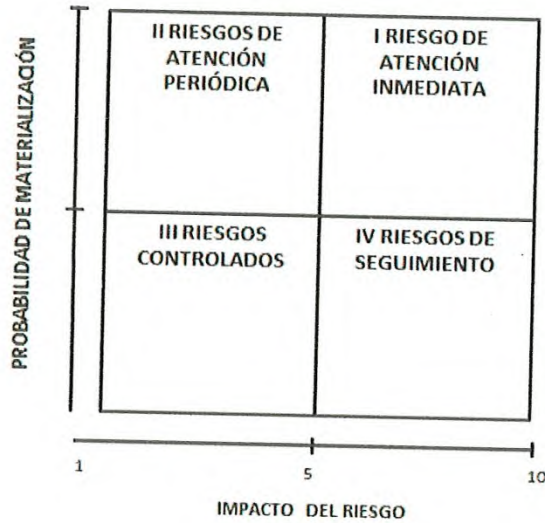 II RIESGOS DE
ATENCIÓN
PERIÓDICA
I RIESGO DE
ATENCIÓN
INMEDIATA
PROBABILIDAD DE MATERIALIZACIÓN
III RIESGOS
CONTROLADOS
IV RIESGOS DE
SEGUIMIENTO
1
5
10
IMPACTO DEL RIESGO